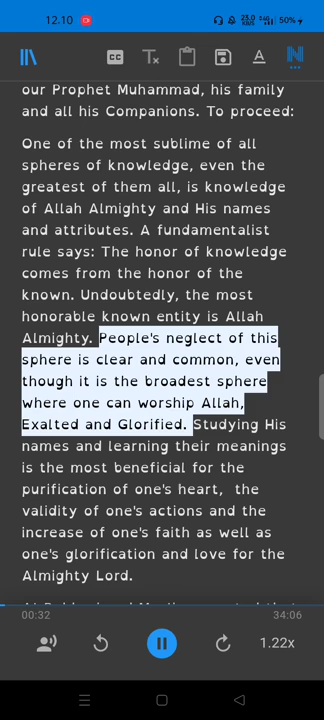 12.10
25.0
KB/S
50%
CC
T×
A
N
our Prophet Muhammad, his family
and all his Companions. To proceed:
One of the most sublime of all
spheres of knowledge, even the
greatest of them all, is knowledge
of Allah Almighty and His names
and attributes. A fundamentalist
rule says: The honor of knowledge
comes from the honor of the
known. Undoubtedly, the most
honorable known entity is Allah
Almighty. People's neglect of this
sphere is clear and common, even
though it is the broadest sphere
where one can worship Allah,
Exalted and Glorified. Studying His
names and learning their meanings
is the most beneficial for the
purification of one's heart, the
validity of one's actions and the
increase of one's faith as well as
one's glorification and love for the
Almighty Lord.
00:32
34:06
1.22x